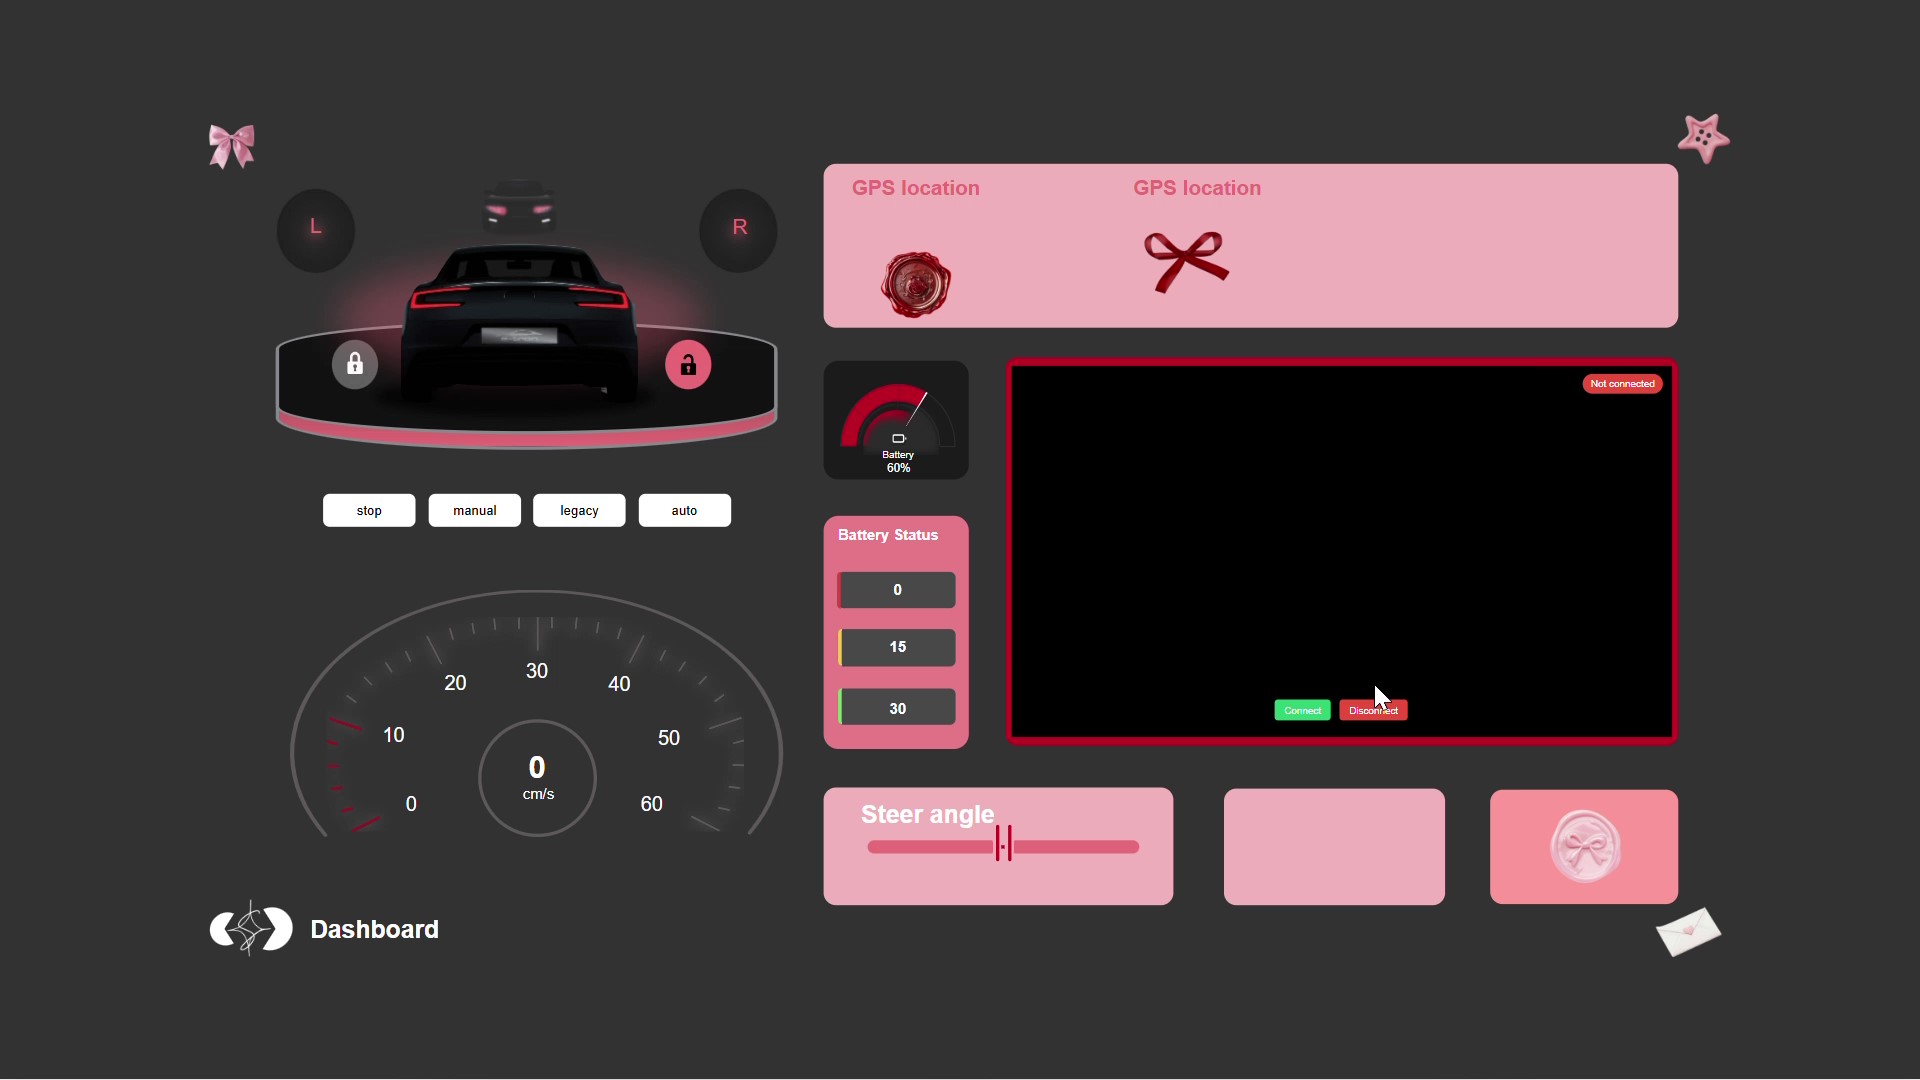 L
R
GPS location
GPS location
Not connected
Battery
60%
stop
manual
legacy
auto
Battery Status
0
15
30
Connect
Disconnect
0
10
20
30
40
50
60
0
cm/s
Steer angle
Dashboard